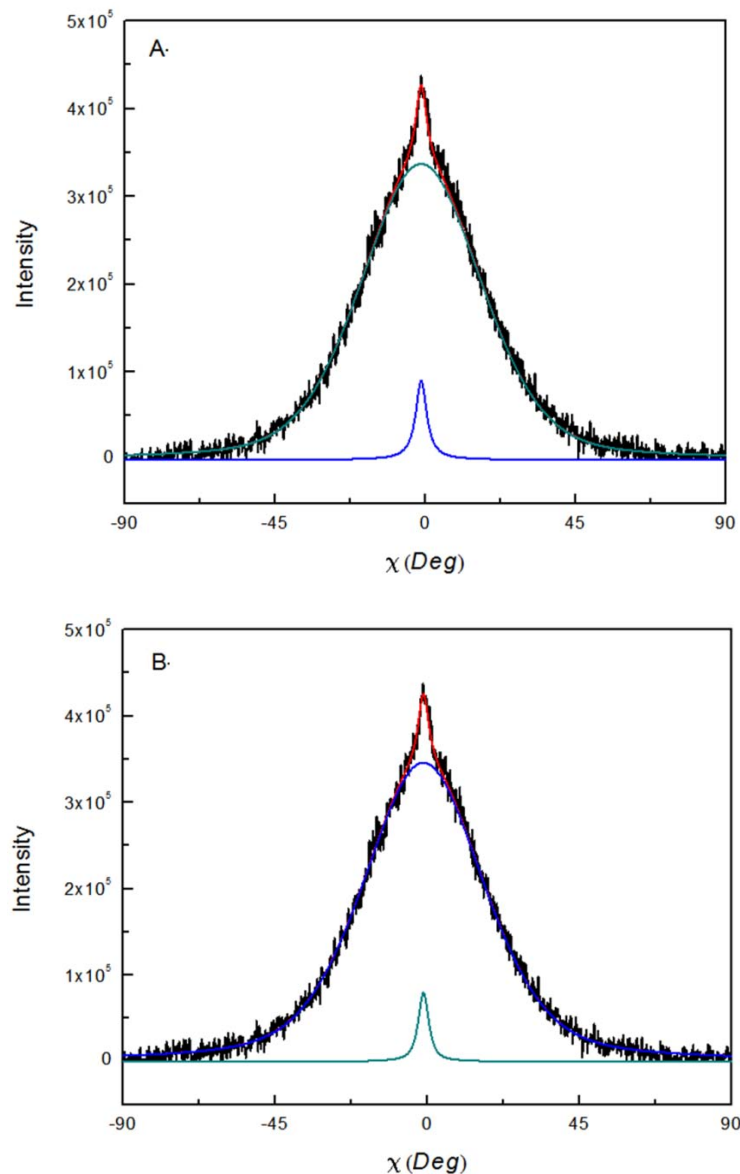 A.
5x10⁵
4x10⁵
3x10⁵
2x10⁵
1x10⁵
0
Intensity
-90
-45
0
45
90
χ (Deg)
B.
5x10⁵
4x10⁵
3x10⁵
2x10⁵
1x10⁵
0
Intensity
-90
-45
0
45
90
χ (Deg)